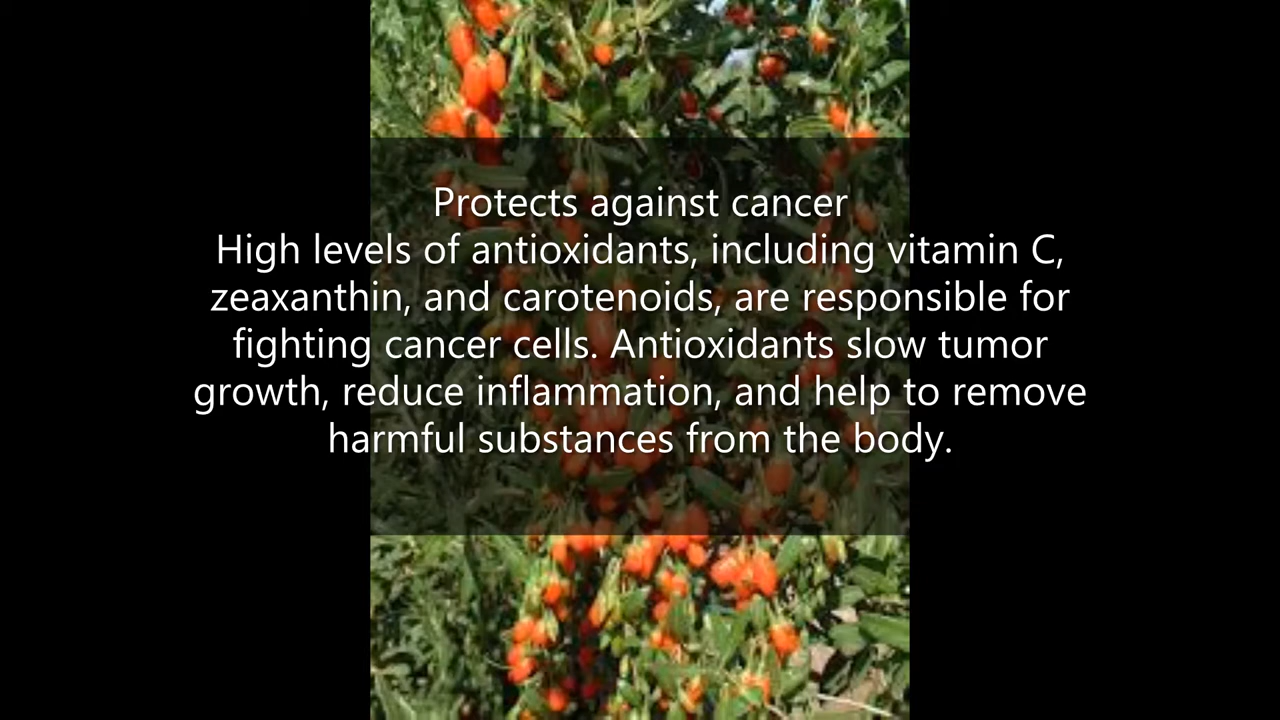 Protects against cancer
High levels of antioxidants, including vitamin C,
zeaxanthin, and carotenoids, are responsible for
fighting cancer cells. Antioxidants slow tumor
growth, reduce inflammation, and help to remove
harmful substances from the body.